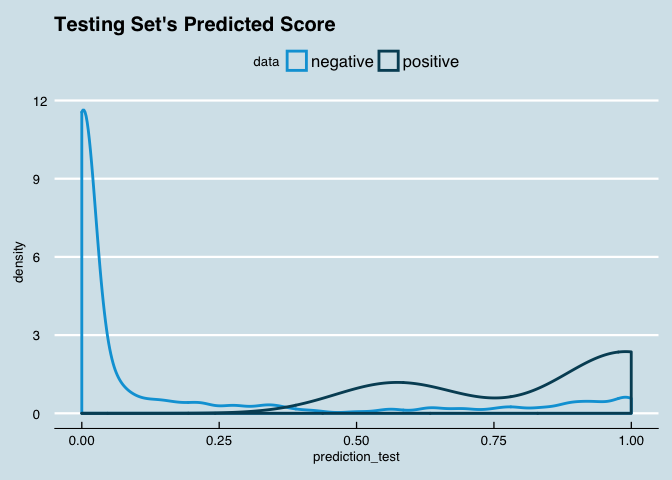 Testing Set's Predicted Score
data negative positive
12
9
6
3
0
density
0.00 0.25 0.50 0.75 1.00
prediction_test